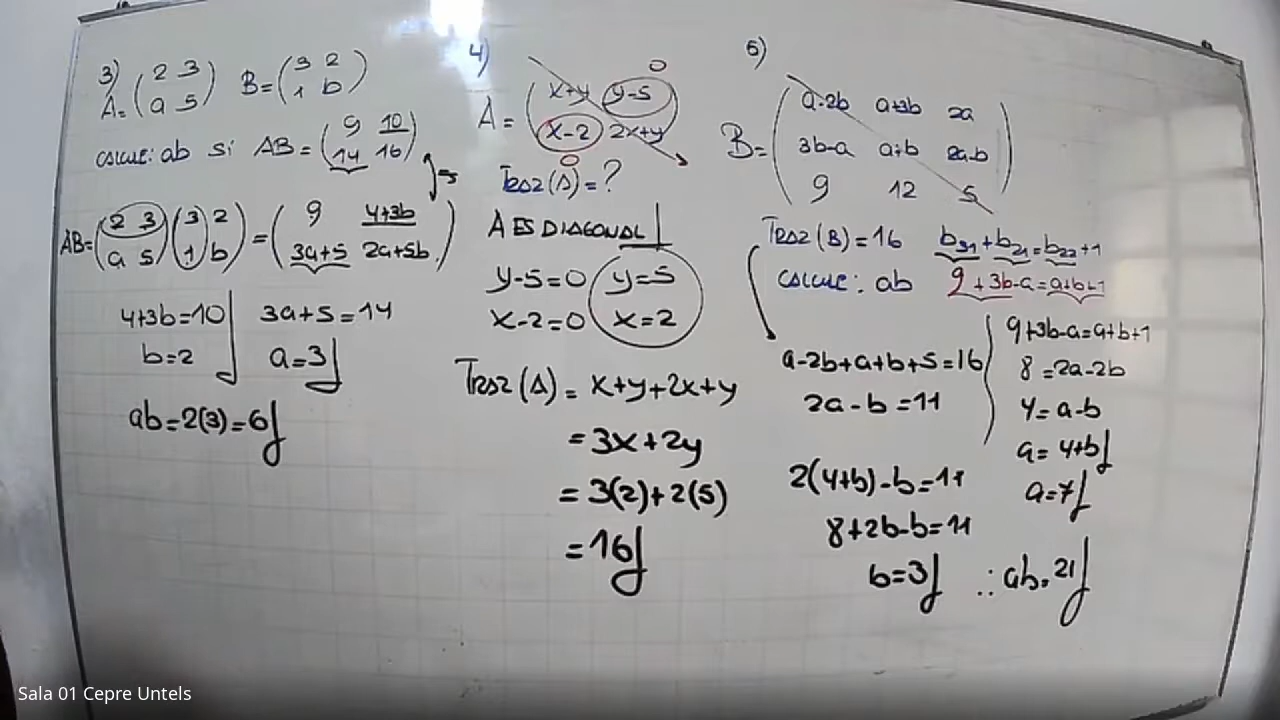 3)
A = (2 3
a 5) B = (3 2
1 b)
CALCULE: ab si AB = (9 10
14 16)
AB = (2 3
a 5)(3 2
1 b) = (9 4+3b
3a+5 2a+5b)
4+3b=10 3a+5=14
b=2 a=3
ab=2(3)=6
4)
A = (x+y y-5
x-2 2x+y)
0
0
TRAZ(A)=?
A ES DIAGONAL
y-5=0 y=5
x-2=0 x=2
TRAZ(A) = x+y+2x+y
=3x+2y
=3(2)+2(5)
=16
5)
B = (a-2b a+3b 2a
3b-a a+b 2a-b
9 12 5)
TRAZ(B)=16 b31+b21=b22+1
CALCULE: ab 9+3b-a=a+b+1
a-2b+a+b+5=16
2a-b=11
9+3b-a=a+b+1
8=2a-2b
4=a-b
a=4+b
a=7
2(4+b)-b=11
8+2b-b=11
b=3 ∴ab=21
Sala 01 Cepre Untels